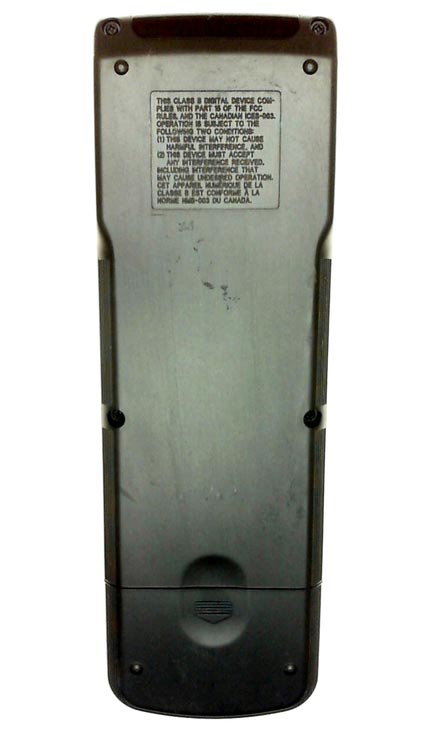 THIS CLASS B DIGITAL DEVICE COM-
PLIES WITH PART 15 OF THE FCC
RULES, AND THE CANADIAN ICES-003.
OPERATION IS SUBJECT TO THE
FOLLOWING TWO CONDITIONS:
(1) THIS DEVICE MAY NOT CAUSE
HARMFUL INTERFERENCE, AND
(2) THIS DEVICE MUST ACCEPT
ANY INTERFERENCE RECEIVED,
INCLUDING INTERFERENCE THAT
MAY CAUSE UNDESIRED OPERATION.
CET APPAREIL NUMÉRIQUE DE LA
CLASSE B EST CONFORME À LA
NORME NMB-003 DU CANADA.